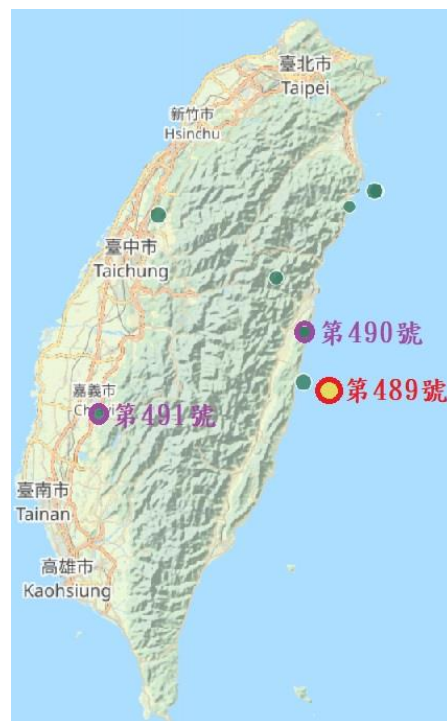 臺北市
Taipei
新竹市
Hsinchu
臺中市
Taichung
第490號
第489號
嘉義市
第491號
臺南市
Tainan
高雄市
Kaohsiung